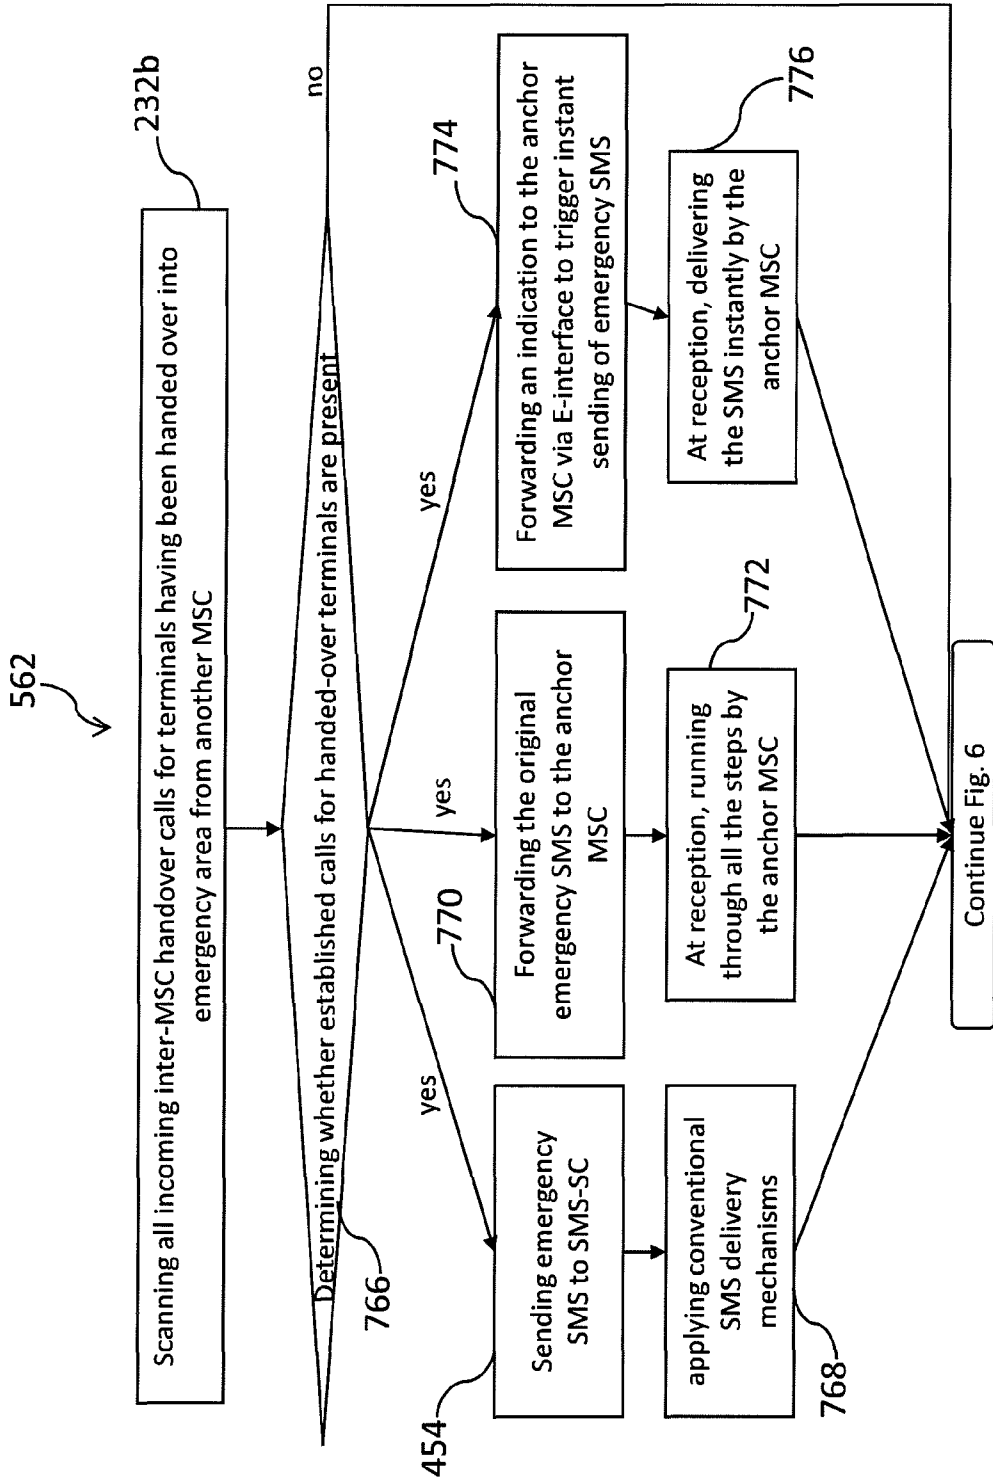 562
232b
Scanning all incoming inter-MSC handover calls for terminals having been handed over into
emergency area from another MSC
Determining whether established calls for handed-over terminals are present
766
no
yes
yes
yes
454
Sending emergency
SMS to SMS-SC
770
Forwarding the original
emergency SMS to the anchor
MSC
774
Forwarding an indication to the anchor
MSC via E-interface to trigger instant
sending of emergency SMS
applying conventional
SMS delivery
mechanisms
768
At reception, running
through all the steps by
the anchor MSC
772
At reception, delivering
the SMS instantly by the
anchor MSC
776
Continue Fig. 6